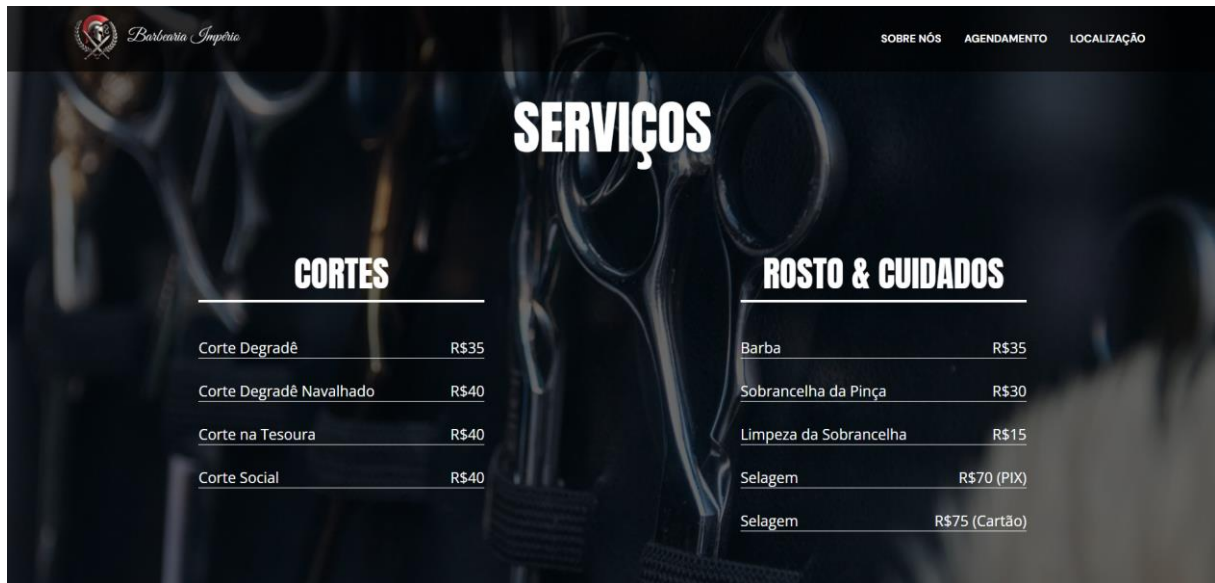 Barbearia Império
SOBRE NÓS AGENDAMENTO LOCALIZAÇÃO
SERVIÇOS
CORTES
Corte Degradê R$35
Corte Degradê Navalhado R$40
Corte na Tesoura R$40
Corte Social R$40
ROSTO & CUIDADOS
Barba R$35
Sobrancelha da Pinça R$30
Limpeza da Sobrancelha R$15
Selagem R$70 (PIX)
Selagem R$75 (Cartão)